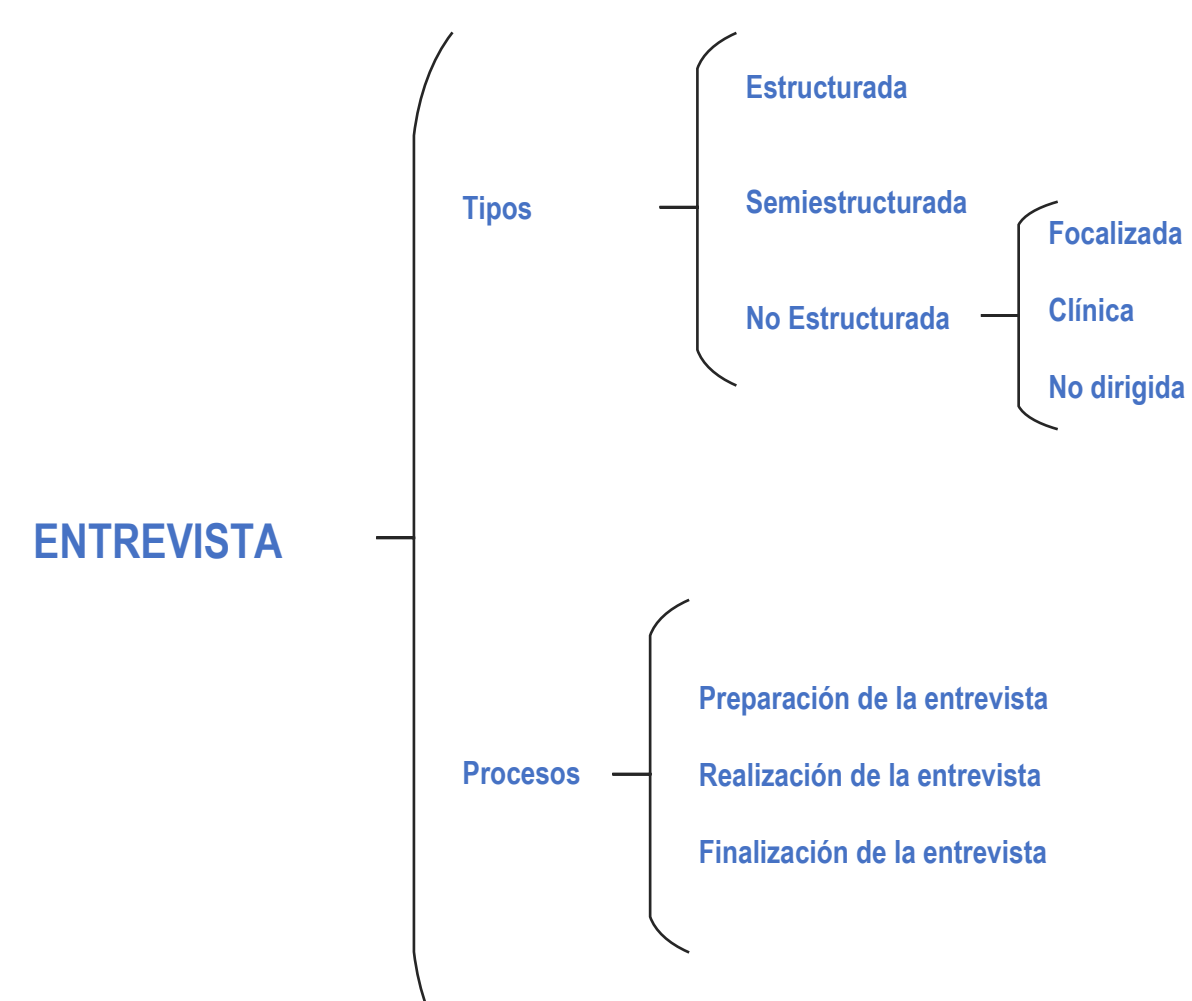 ENTREVISTA
Tipos
Estructurada
Semiestructurada
No Estructurada
Focalizada
Clínica
No dirigida
Procesos
Preparación de la entrevista
Realización de la entrevista
Finalización de la entrevista